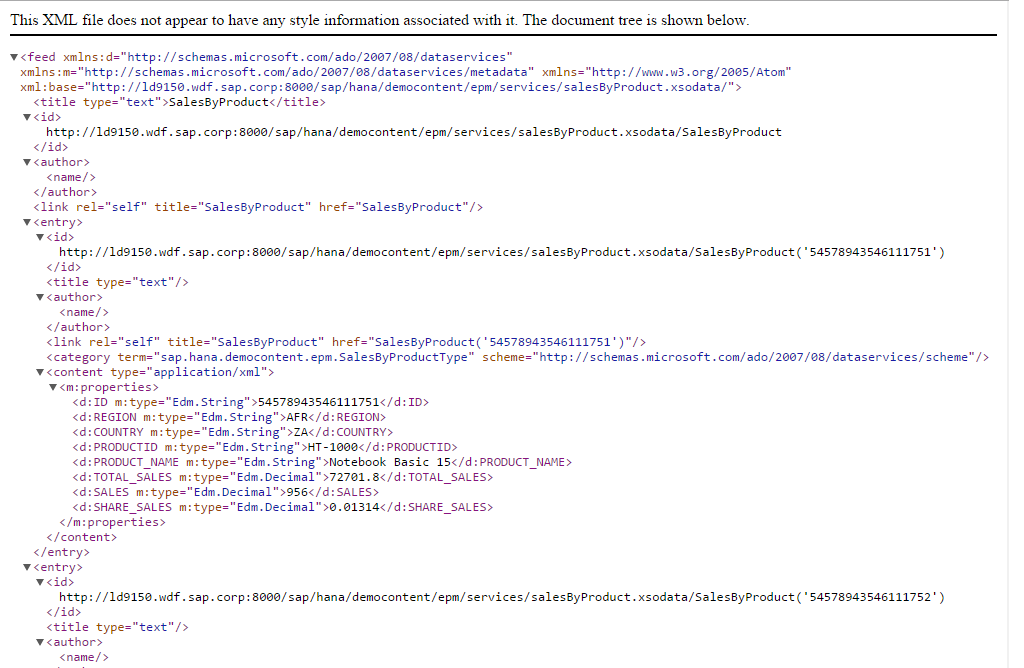 This XML file does not appear to have any style information associated with it. The document tree is shown below.
▼<feed xmlns:d="http://schemas.microsoft.com/ado/2007/08/dataservices"
xmlns:m="http://schemas.microsoft.com/ado/2007/08/dataservices/metadata" xmlns="http://www.w3.org/2005/Atom"
xml:base="http://ld9150.wdf.sap.corp:8000/sap/hana/democontent/epm/services/salesByProduct.xsodata/">
<title type="text">SalesByProduct</title>
▼<id>
http://ld9150.wdf.sap.corp:8000/sap/hana/democontent/epm/services/salesByProduct.xsodata/SalesByProduct
</id>
▼<author>
<name/>
</author>
<link rel="self" title="SalesByProduct" href="SalesByProduct"/>
▼<entry>
▼<id>
http://ld9150.wdf.sap.corp:8000/sap/hana/democontent/epm/services/salesByProduct.xsodata/SalesByProduct('54578943546111751')
</id>
<title type="text"/>
▼<author>
<name/>
</author>
<link rel="self" title="SalesByProduct" href="SalesByProduct('54578943546111751')"/>
<category term="sap.hana.democontent.epm.SalesByProductType" scheme="http://schemas.microsoft.com/ado/2007/08/dataservices/scheme"/>
▼<content type="application/xml">
▼<m:properties>
<d:ID m:type="Edm.String">54578943546111751</d:ID>
<d:REGION m:type="Edm.String">AFR</d:REGION>
<d:COUNTRY m:type="Edm.String">ZA</d:COUNTRY>
<d:PRODUCTID m:type="Edm.String">HT-1000</d:PRODUCTID>
<d:PRODUCT_NAME m:type="Edm.String">Notebook Basic 15</d:PRODUCT_NAME>
<d:TOTAL_SALES m:type="Edm.Decimal">72701.8</d:TOTAL_SALES>
<d:SALES m:type="Edm.Decimal">956</d:SALES>
<d:SHARE_SALES m:type="Edm.Decimal">0.01314</d:SHARE_SALES>
</m:properties>
</content>
</entry>
▼<entry>
▼<id>
http://ld9150.wdf.sap.corp:8000/sap/hana/democontent/epm/services/salesByProduct.xsodata/SalesByProduct('54578943546111752')
</id>
<title type="text"/>
▼<author>
<name/>